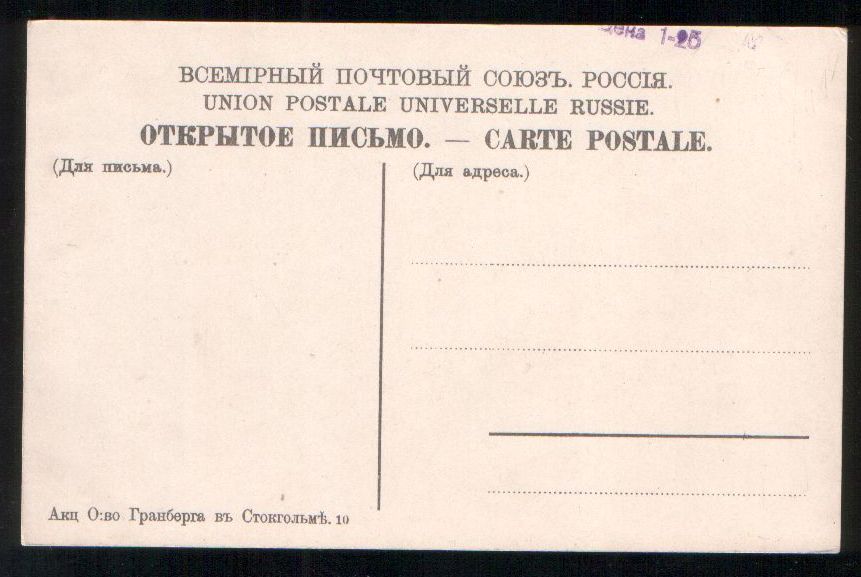 Цена 1-25
ВСЕМІРНЫЙ ПОЧТОВЫЙ СОЮЗЪ. РОССІЯ.
UNION POSTALE UNIVERSELLE RUSSIE.
ОТКРЫТОЕ ПИСЬМО. — CARTE POSTALE.
(Для письма.)
(Для адреса.)
Акц О:во Гранберга въ Стокгольмѣ. 10